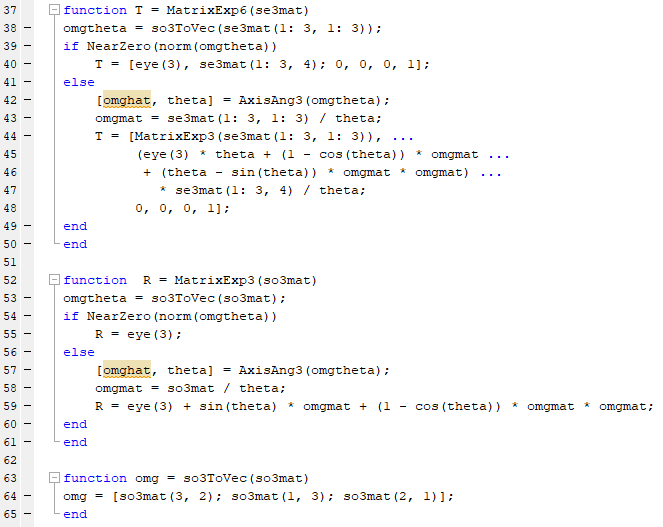 37 function T = MatrixExp6(se3mat)
38 – omgtheta = so3ToVec(se3mat(1: 3, 1: 3));
39 – if NearZero(norm(omgtheta))
40 –     T = [eye(3), se3mat(1: 3, 4); 0, 0, 0, 1];
41 – else
42 –     [omghat, theta] = AxisAng3(omgtheta);
43 –     omgmat = se3mat(1: 3, 1: 3) / theta;
44 –     T = [MatrixExp3(se3mat(1: 3, 1: 3)), ...
45          (eye(3) * theta + (1 - cos(theta)) * omgmat ...
46           + (theta - sin(theta)) * omgmat * omgmat) ...
47             * se3mat(1: 3, 4) / theta;
48          0, 0, 0, 1];
49 – end
50 – end
51
52 function  R = MatrixExp3(so3mat)
53 – omgtheta = so3ToVec(so3mat);
54 – if NearZero(norm(omgtheta))
55 –     R = eye(3);
56 – else
57 –     [omghat, theta] = AxisAng3(omgtheta);
58 –     omgmat = so3mat / theta;
59 –     R = eye(3) + sin(theta) * omgmat + (1 - cos(theta)) * omgmat * omgmat;
60 – end
61 – end
62
63 function omg = so3ToVec(so3mat)
64 – omg = [so3mat(3, 2); so3mat(1, 3); so3mat(2, 1)];
65 – end